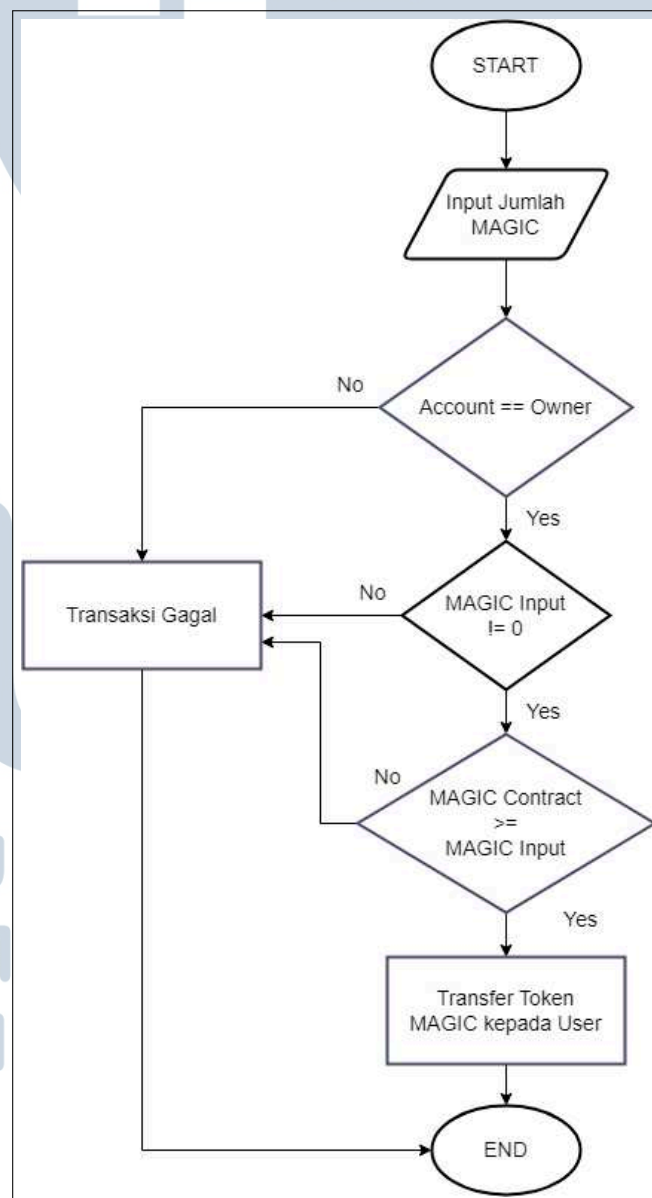 START
Input Jumlah
MAGIC
Account == Owner
No
Yes
Transaksi Gagal
No
MAGIC Input
!= 0
Yes
No
MAGIC Contract
>=
MAGIC Input
Yes
Transfer Token
MAGIC kepada User
END